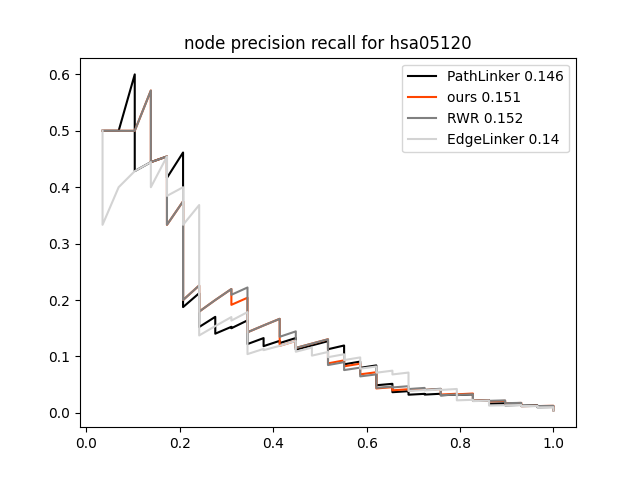 node precision recall for hsa05120
PathLinker 0.146
ours 0.151
RWR 0.152
EdgeLinker 0.14
0.6
0.5
0.4
0.3
0.2
0.1
0.0
0.0 0.2 0.4 0.6 0.8 1.0